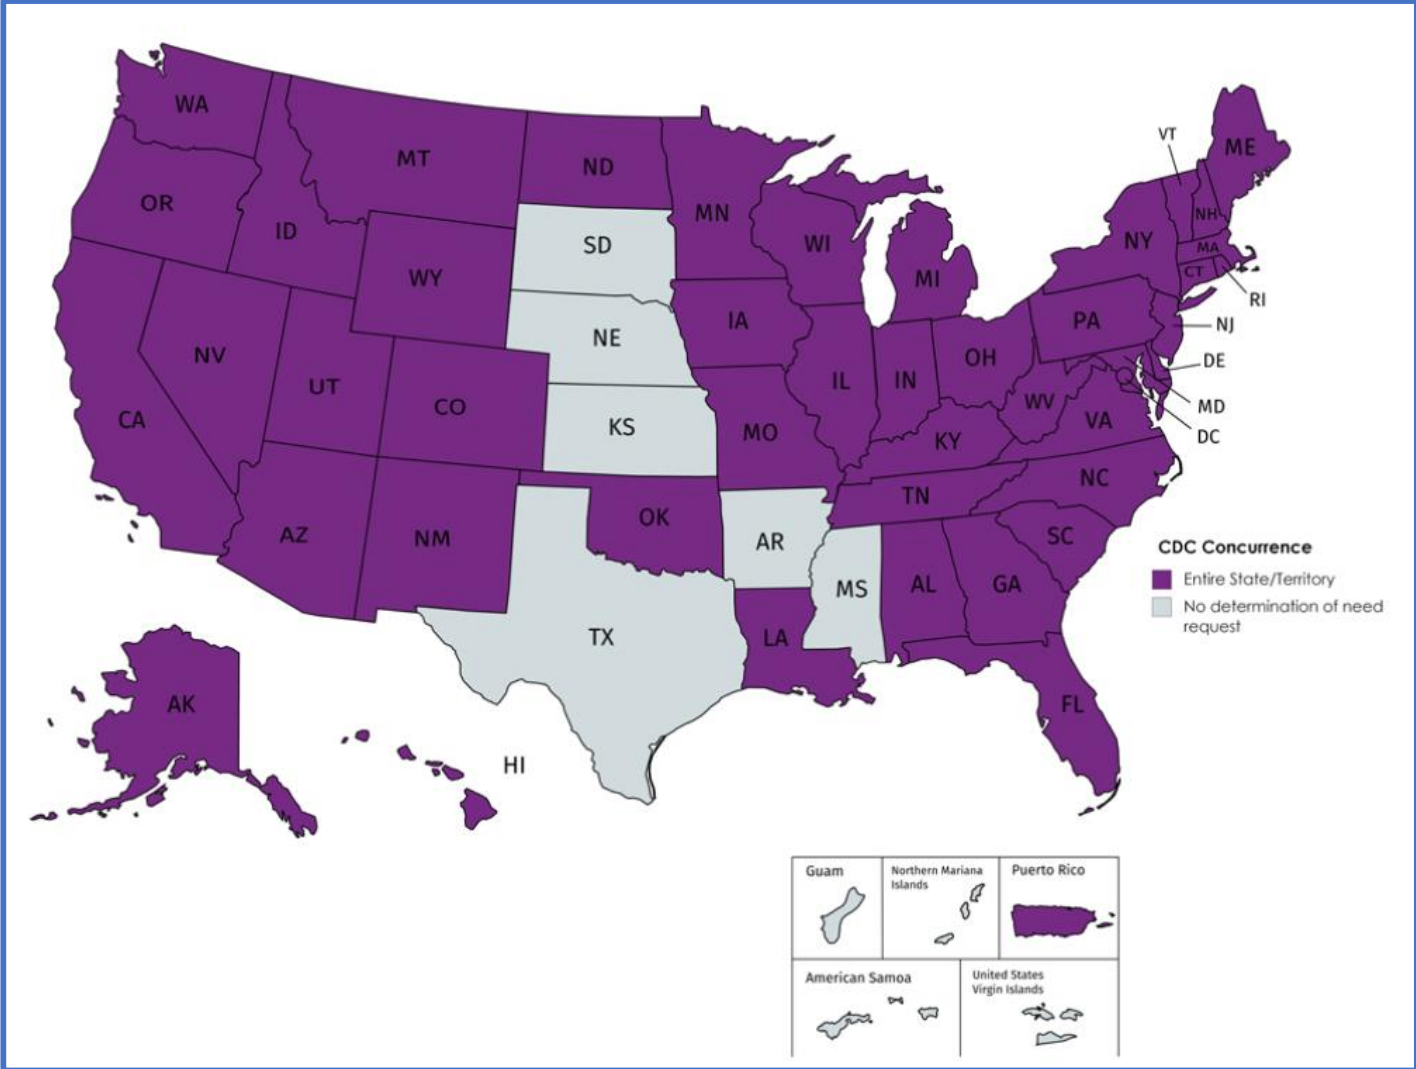 WA
MT
ND
MN
OR
ID
SD
WI
WY
MI
VT
ME
NH
NY
MA
CT
RI
NE
IA
PA
NJ
NV
UT
CO
IL
IN
OH
DE
CA
KS
MO
WV
VA
MD
DC
KY
AZ
NM
OK
AR
TN
NC
SC
MS
AL
GA
TX
LA
FL
AK
HI
CDC Concurrence
Entire State/Territory
No determination of need
request
Guam
Northern Mariana
Islands
Puerto Rico
American Samoa
United States
Virgin Islands